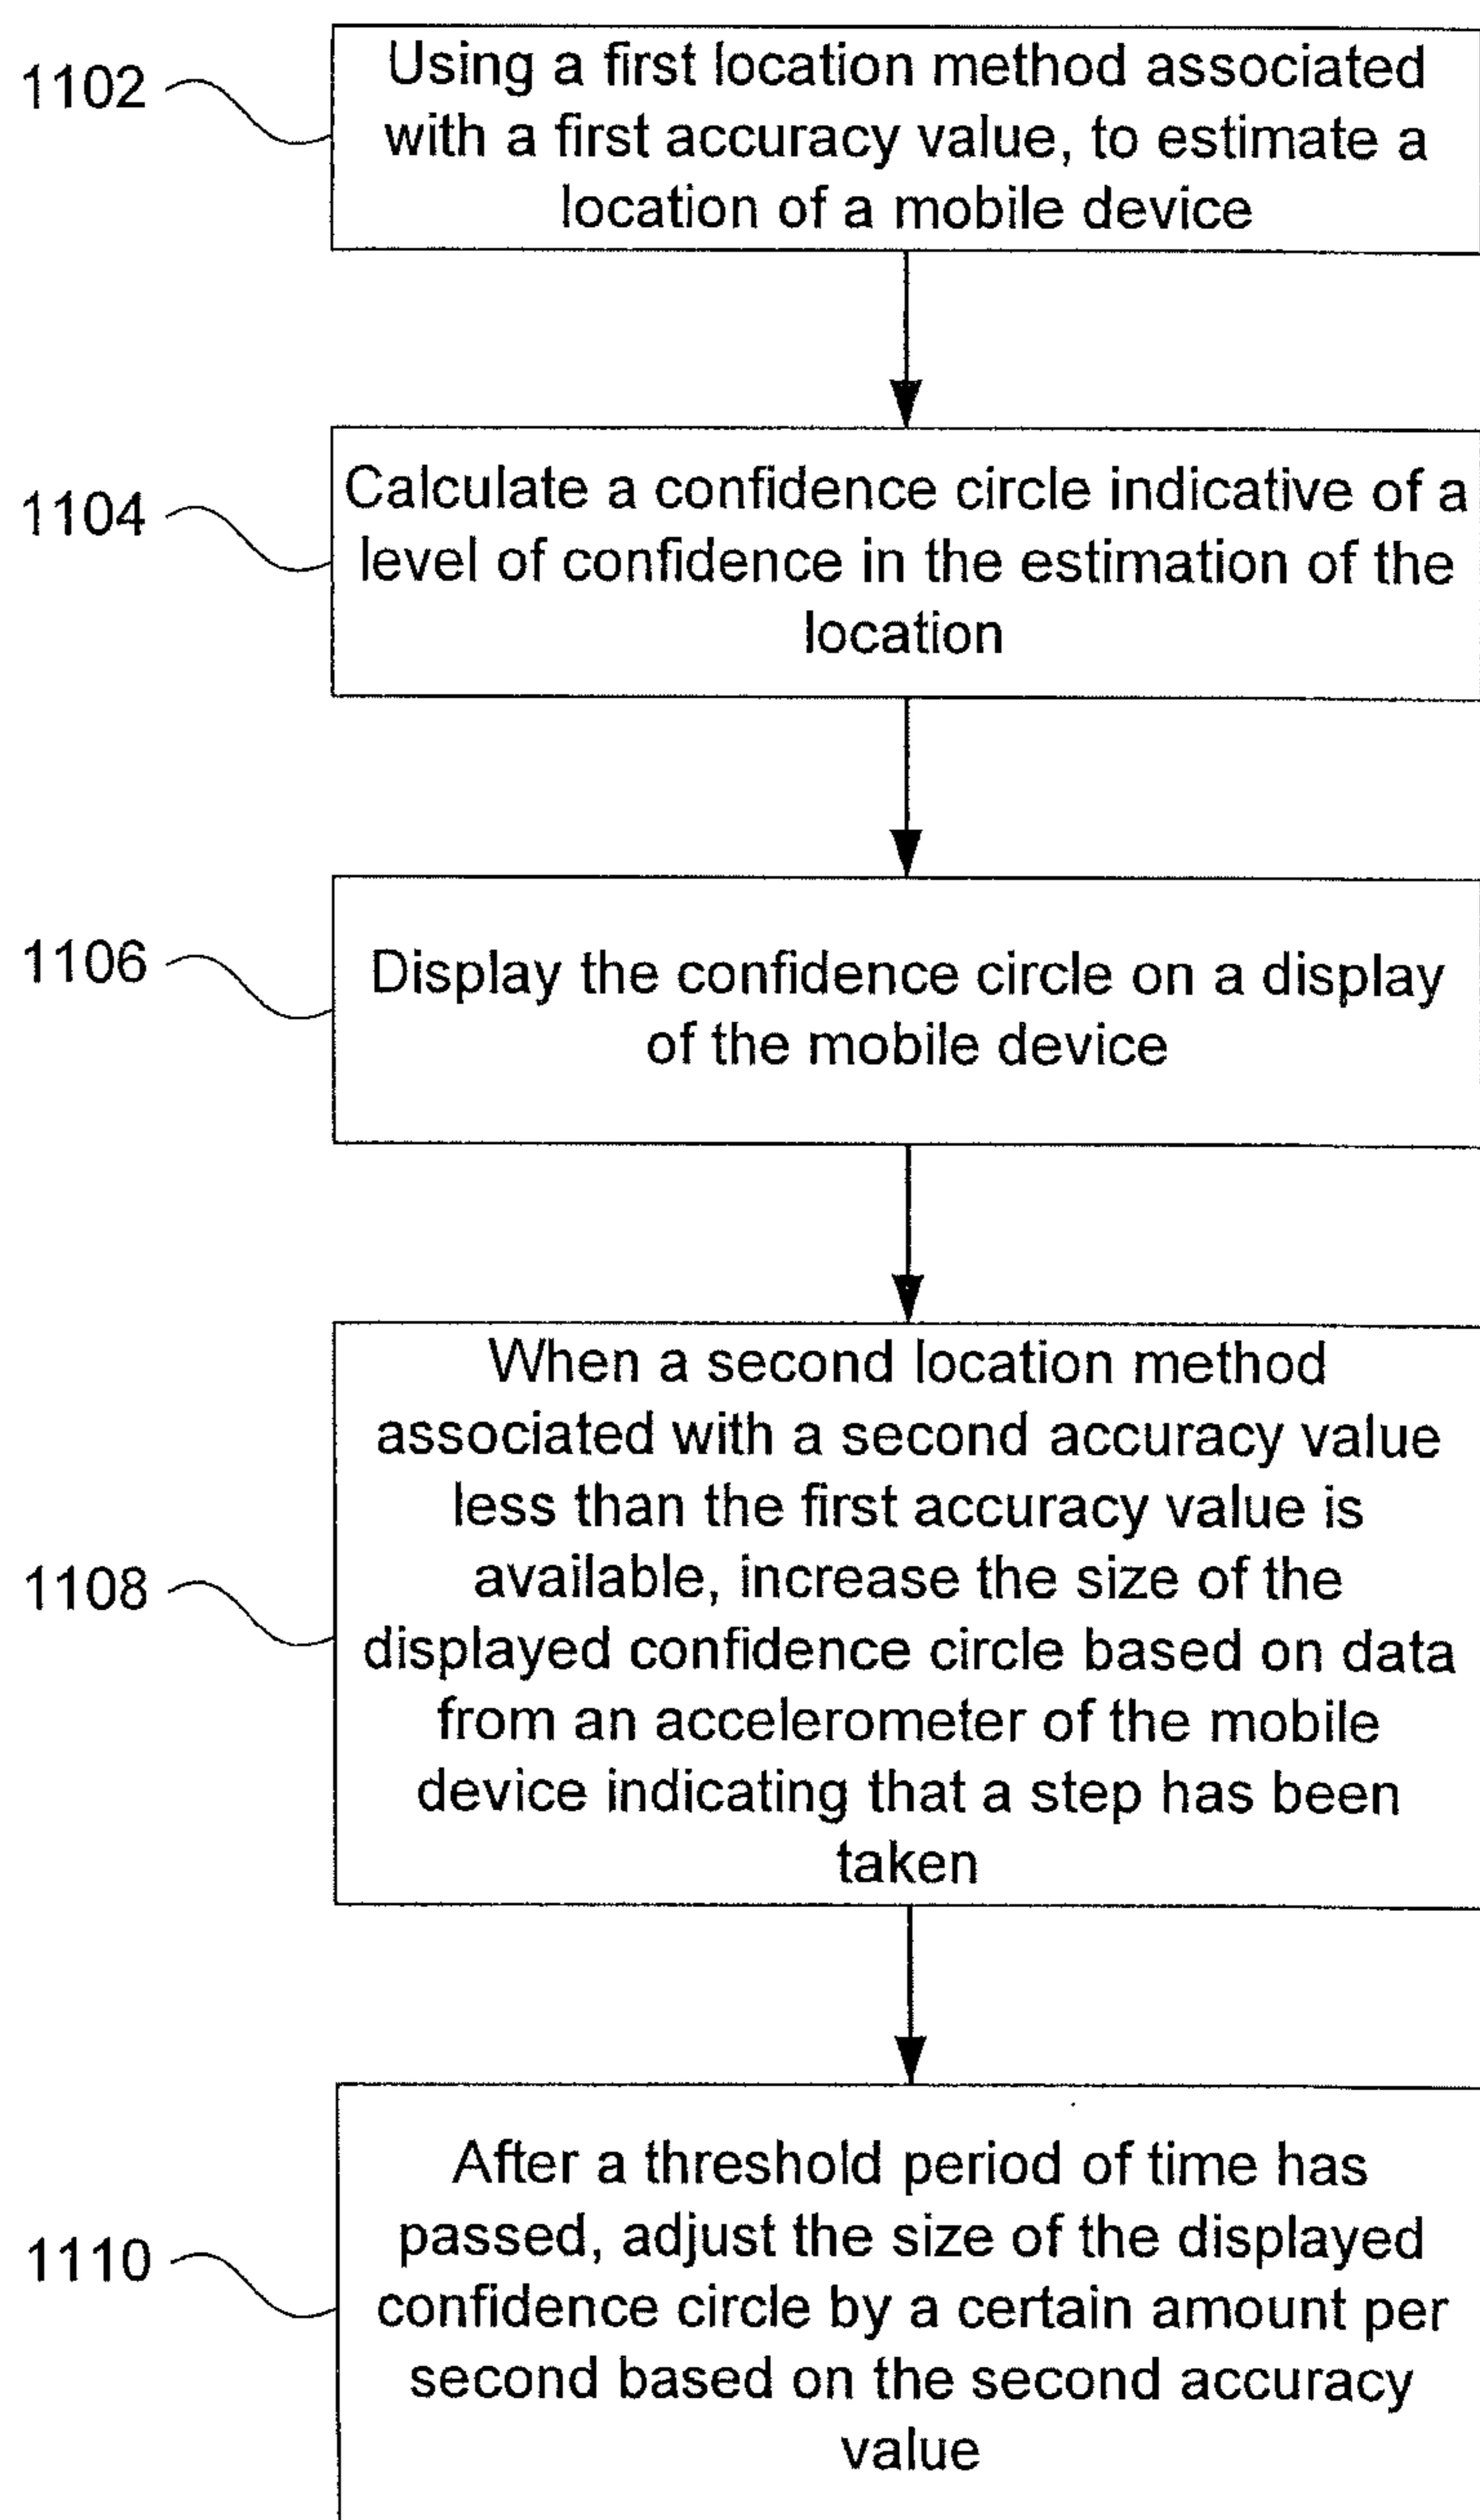 1102
Using a first location method associated
with a first accuracy value, to estimate a
location of a mobile device
1104
Calculate a confidence circle indicative of a
level of confidence in the estimation of the
location
1106
Display the confidence circle on a display
of the mobile device
1108
When a second location method
associated with a second accuracy value
less than the first accuracy value is
available, increase the size of the
displayed confidence circle based on data
from an accelerometer of the mobile
device indicating that a step has been
taken
1110
After a threshold period of time has
passed, adjust the size of the displayed
confidence circle by a certain amount per
second based on the second accuracy
value